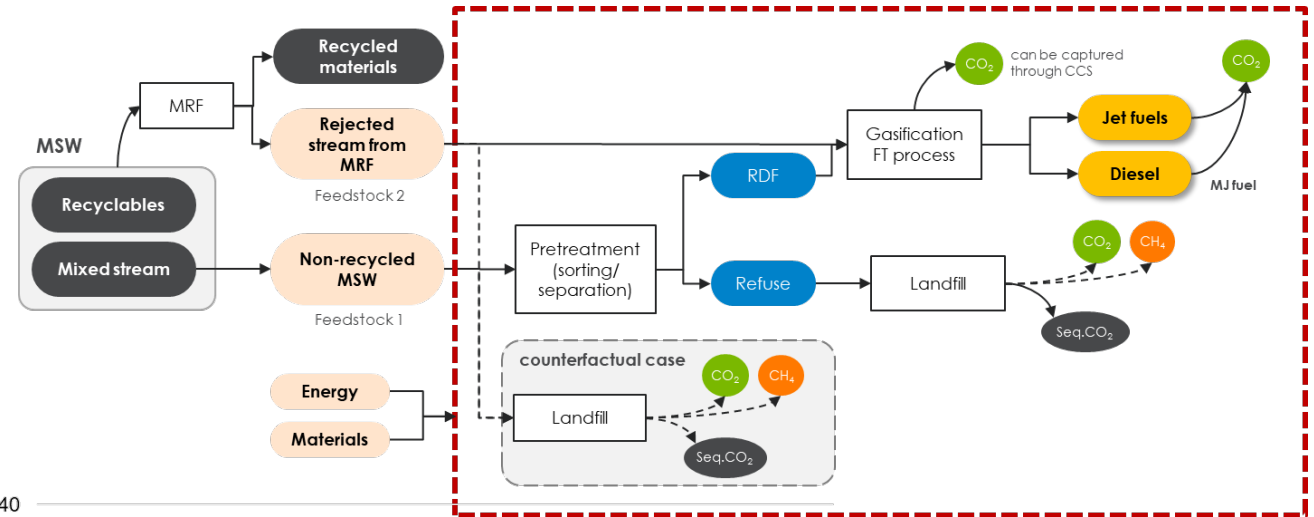 Recycled
materials
MRF
Rejected
stream from
MRF
Feedstock 2
MSW
Recyclables
Mixed stream
Non-recycled
MSW
Feedstock 1
Energy
Materials
Pretreatment
(sorting/
separation)
RDF
Refuse
CO₂
can be captured
through CCS
Gasification
FT process
Jet fuels
Diesel
CO₂
MJ fuel
Landfill
CO₂
CH₄
Seq.CO₂
counterfactual case
Landfill
CO₂
CH₄
Seq.CO₂
40